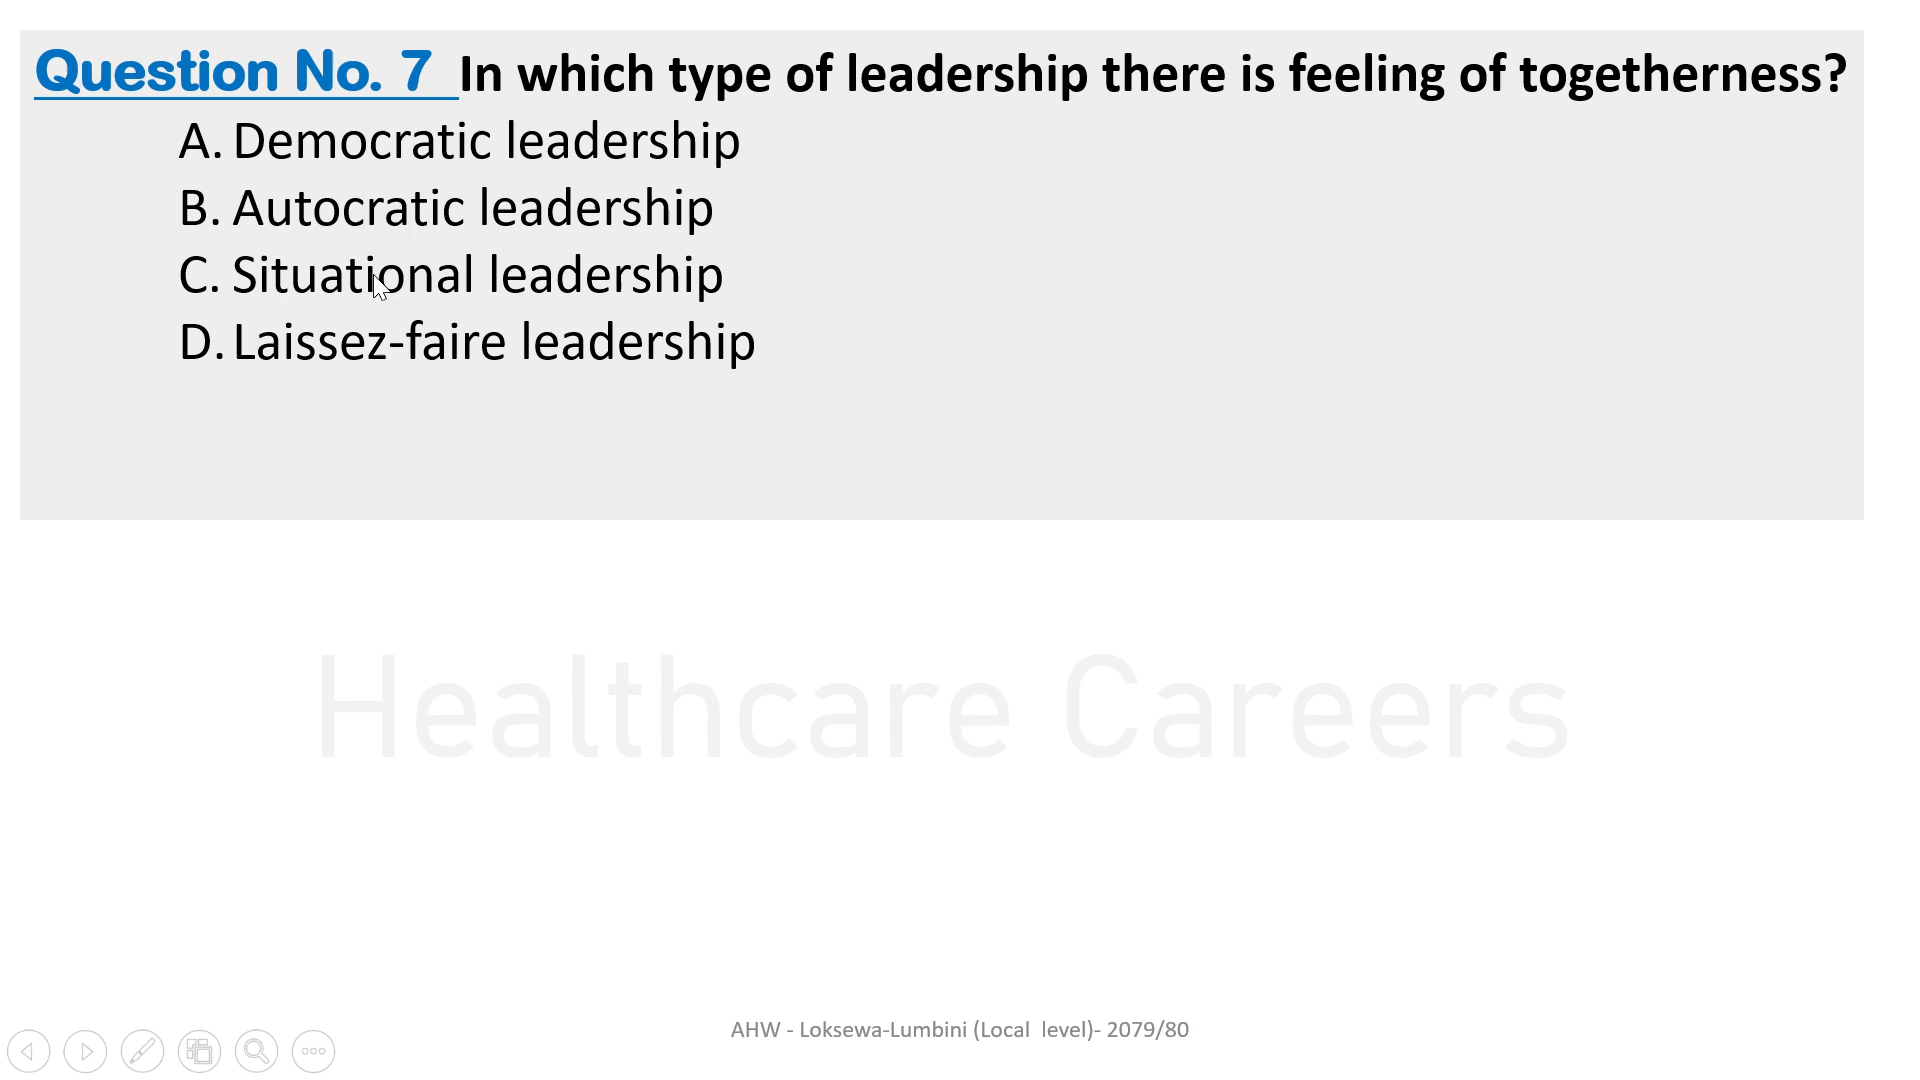 Question No. 7 In which type of leadership there is feeling of togetherness?
A. Democratic leadership
B. Autocratic leadership
C. Situational leadership
D. Laissez-faire leadership
Healthcare Careers
AHW - Loksewa-Lumbini (Local level)- 2079/80